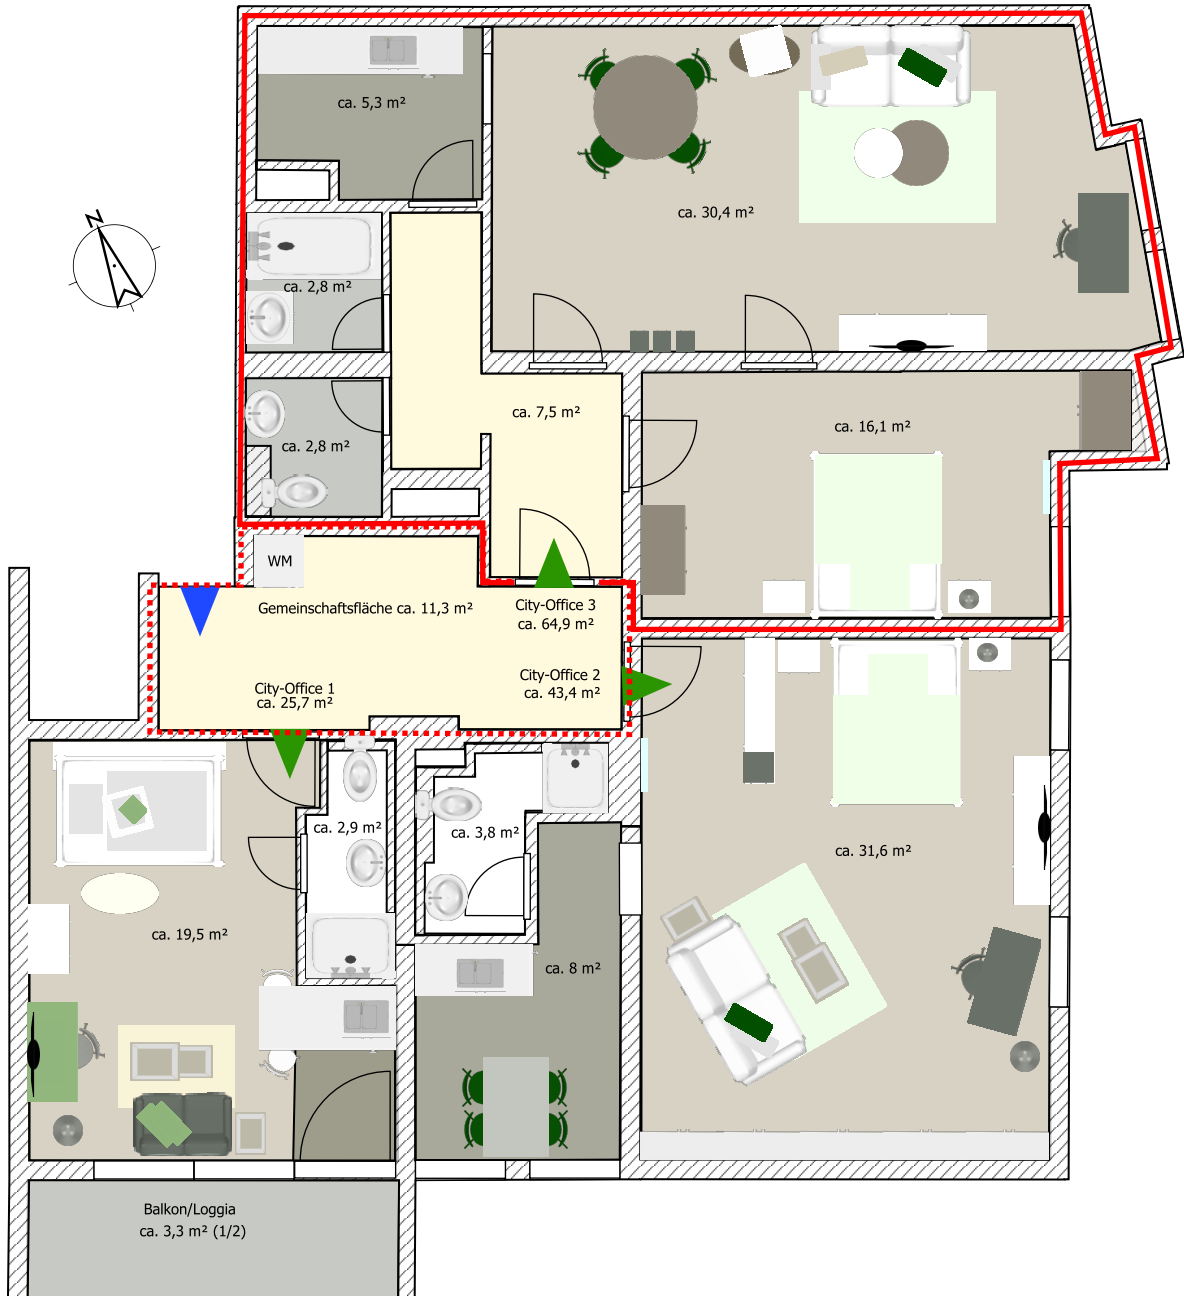 ca. 5,3 m²
ca. 30,4 m²
N
ca. 2,8 m²
ca. 7,5 m²
ca. 16,1 m²
ca. 2,8 m²
WM
Gemeinschaftsfläche ca. 11,3 m²
City-Office 3
ca. 64,9 m²
City-Office 2
ca. 43,4 m²
City-Office 1
ca. 25,7 m²
ca. 2,9 m²
ca. 3,8 m²
ca. 31,6 m²
ca. 19,5 m²
ca. 8 m²
Balkon/Loggia
ca. 3,3 m² (1/2)